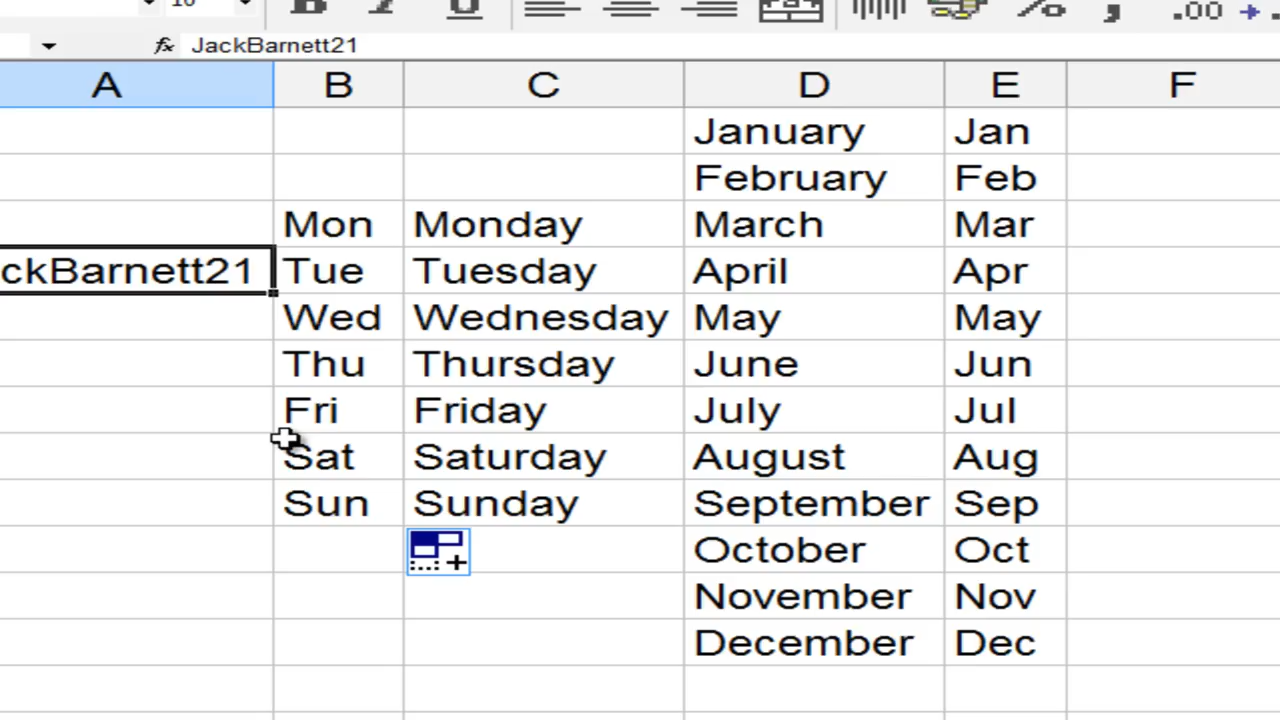 JackBarnett21
A B C D E F
January Jan
February Feb
Mon Monday March Mar
ckBarnett21 Tue Tuesday April Apr
Wed Wednesday May May
Thu Thursday June Jun
Fri Friday July Jul
Sat Saturday August Aug
Sun Sunday September Sep
October Oct
November Nov
December Dec